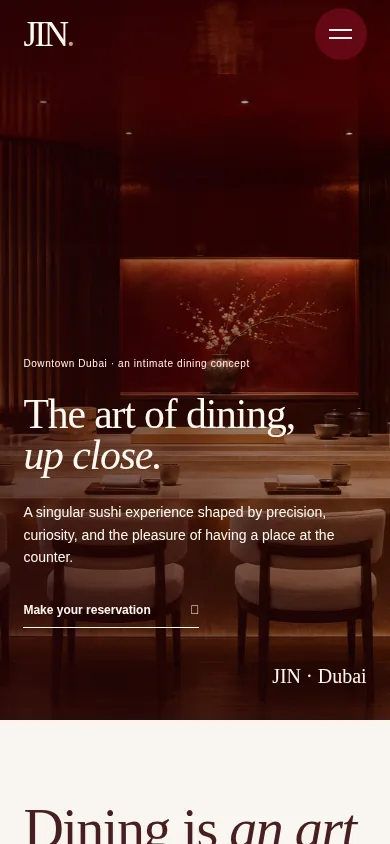 JIN.
Downtown Dubai · an intimate dining concept
The art of dining,
up close.
A singular sushi experience shaped by precision,
curiosity, and the pleasure of having a place at the
counter.
Make your reservation
JIN · Dubai
Dining is an art